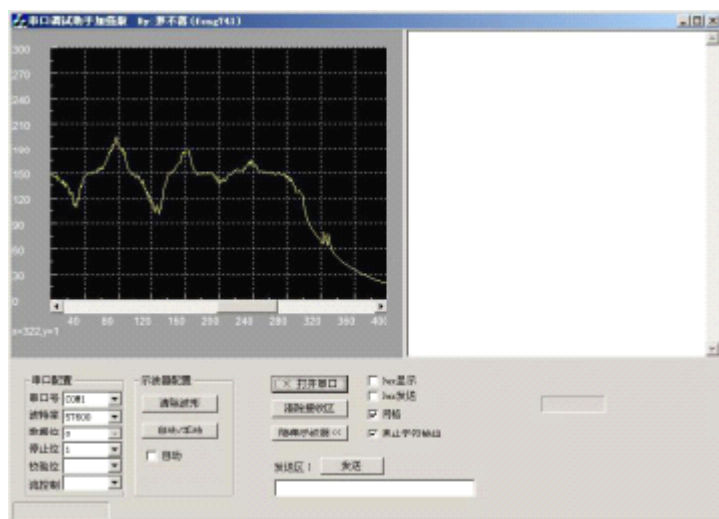 串口调试助手加强版 By:罗不器(feng743)
300
270
240
210
180
150
120
90
60
30
0
40 80 120 160 200 240 280 320 360 400
x=322,y=1
串口配置
串口号 COM1
波特率 57600
数据位 8
停止位 1
校验位
流控制
示波器配置
清除波形
自动/手动
自动
打开串口
清除接收区
隐藏示波器 <<
hex显示
hex发送
网格
禁止字符输出
发送区:
发送